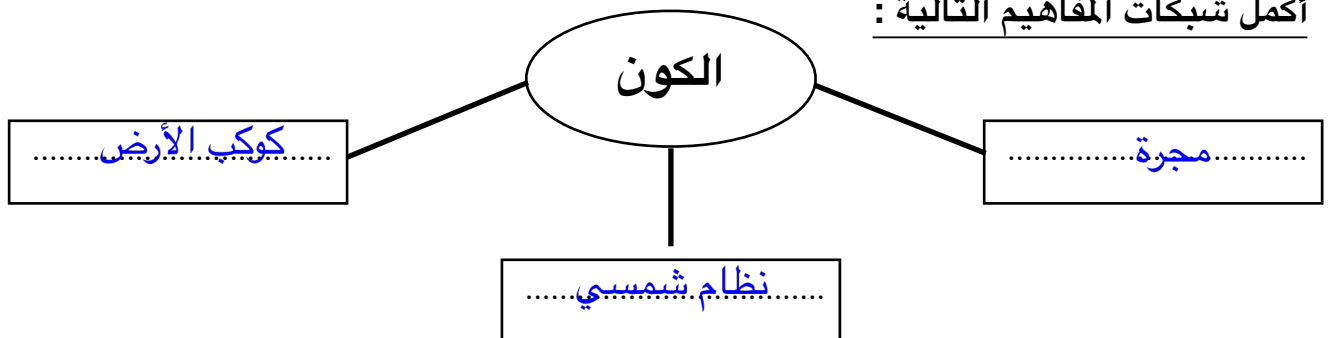 أكمل شبكات المفاهيم التالية :
الكون
مجرة
كوكب الأرض
نظام شمسي